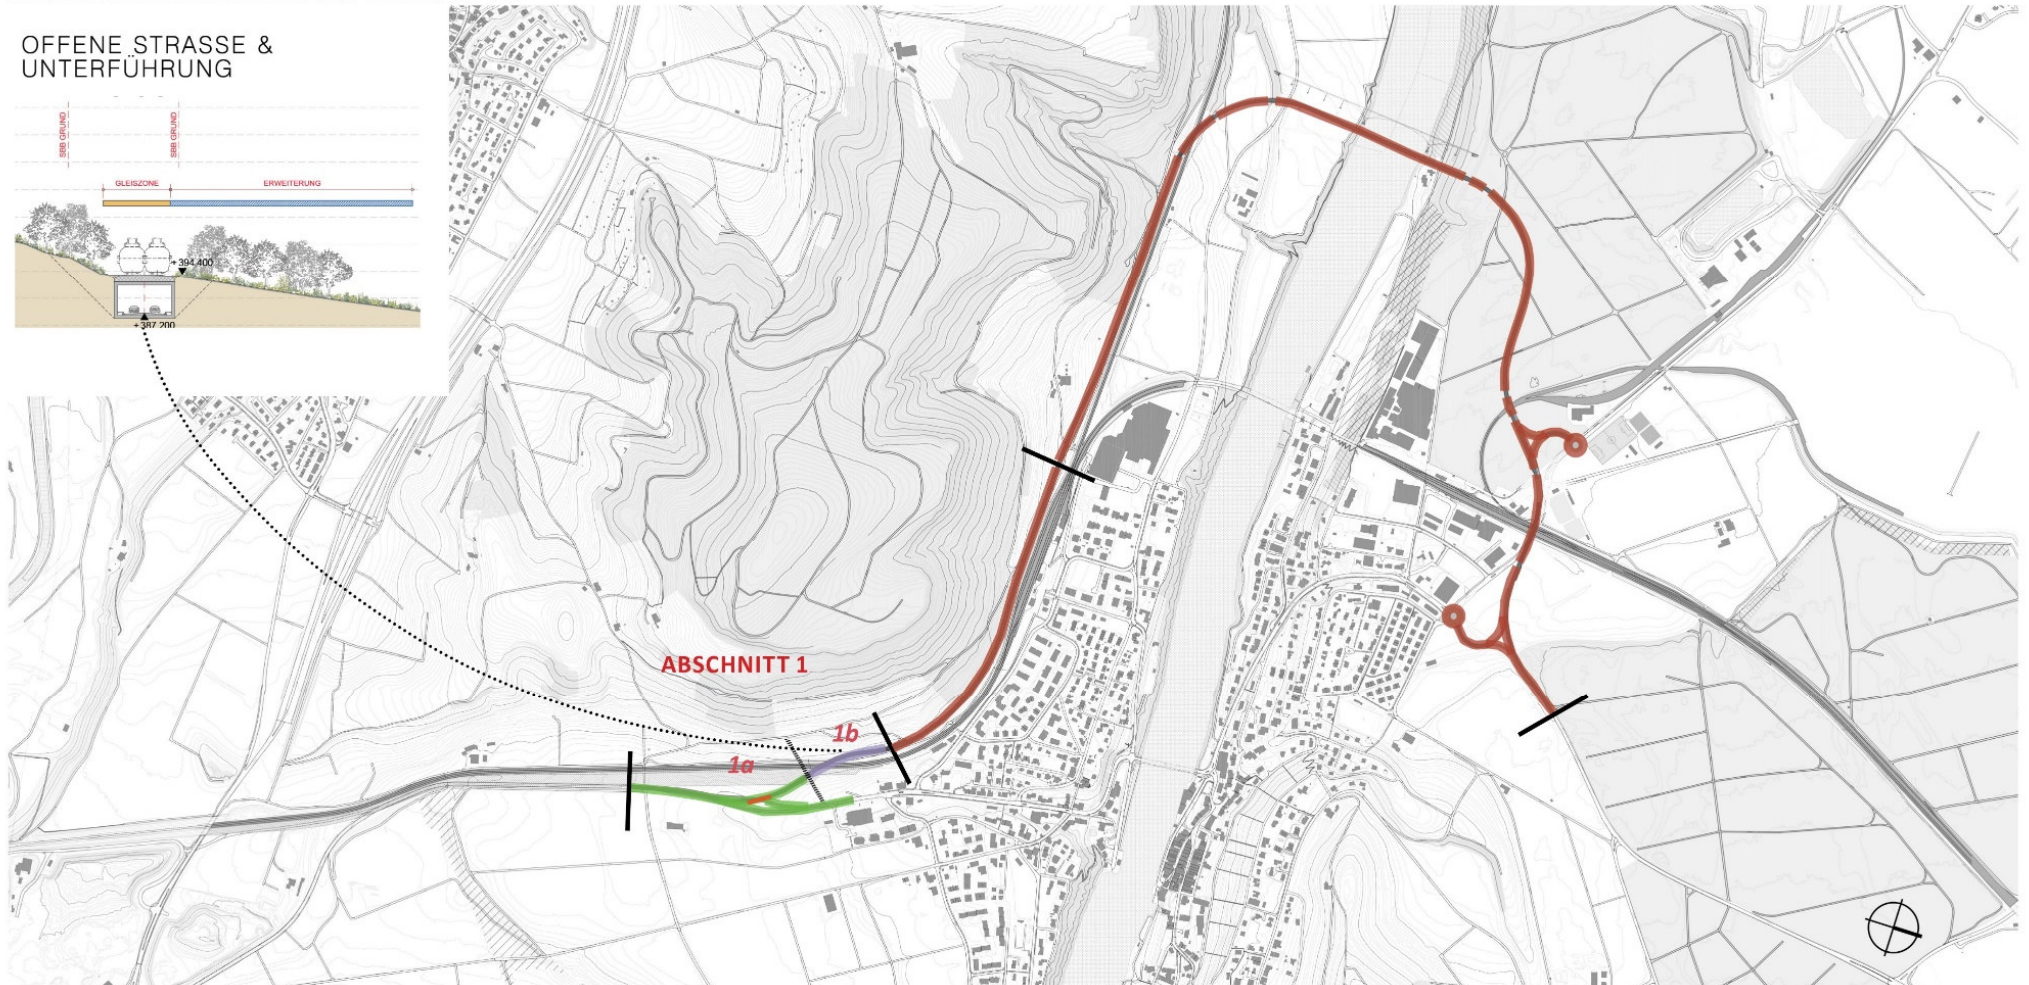 OFFENE STRASSE &
UNTERFÜHRUNG
SBB GRUND
SBB GRUND
GLEISZONE
ERWEITERUNG
+394.400
+387.200
ABSCHNITT 1
1b
1a